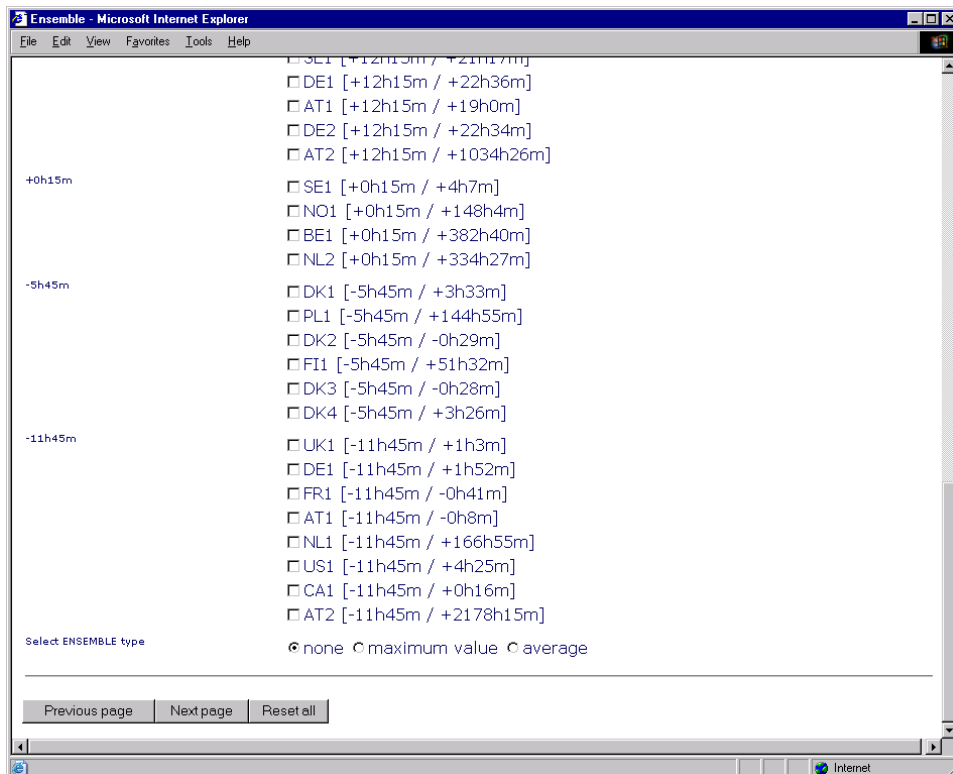 Ensemble - Microsoft Internet Explorer
File Edit View Favorites Tools Help
SE1 [+12h15m / +21h17m]
DE1 [+12h15m / +22h36m]
AT1 [+12h15m / +19h0m]
DE2 [+12h15m / +22h34m]
AT2 [+12h15m / +1034h26m]
+0h15m
SE1 [+0h15m / +4h7m]
NO1 [+0h15m / +148h4m]
BE1 [+0h15m / +382h40m]
NL2 [+0h15m / +334h27m]
-5h45m
DK1 [-5h45m / +3h33m]
PL1 [-5h45m / +144h55m]
DK2 [-5h45m / -0h29m]
FI1 [-5h45m / +51h32m]
DK3 [-5h45m / -0h28m]
DK4 [-5h45m / +3h26m]
-11h45m
UK1 [-11h45m / +1h3m]
DE1 [-11h45m / +1h52m]
FR1 [-11h45m / -0h41m]
AT1 [-11h45m / -0h8m]
NL1 [-11h45m / +166h55m]
US1 [-11h45m / +4h25m]
CA1 [-11h45m / +0h16m]
AT2 [-11h45m / +2178h15m]
Select ENSEMBLE type
none maximum value average
Previous page Next page Reset all
Internet